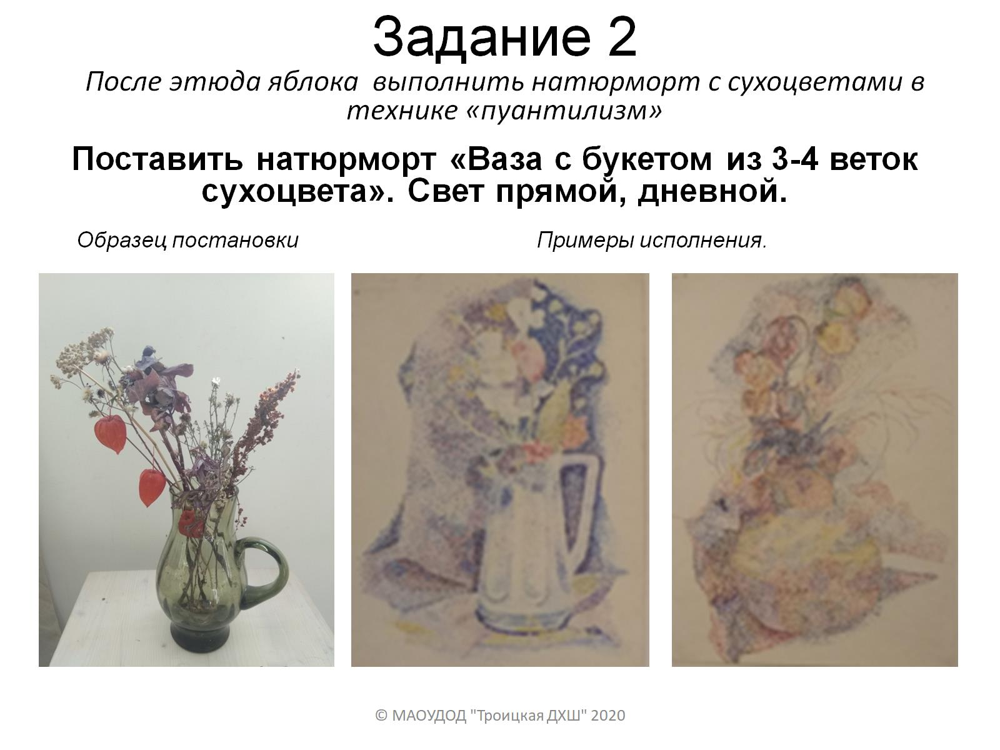 Задание 2
После этюда яблока  выполнить натюрморт с сухоцветами в
технике «пуантилизм»
Поставить натюрморт «Ваза с букетом из 3-4 веток
сухоцвета». Свет прямой, дневной.
Образец постановки
Примеры исполнения.
© МАОУДОД "Троицкая ДХШ" 2020